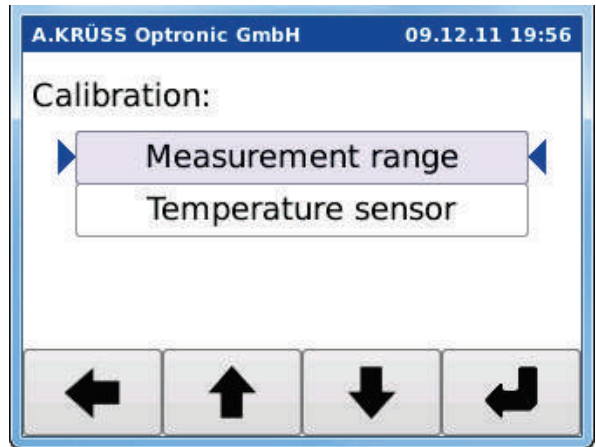 A.KRÜSS Optronic GmbH 09.12.11 19:56
Calibration:
Measurement range
Temperature sensor